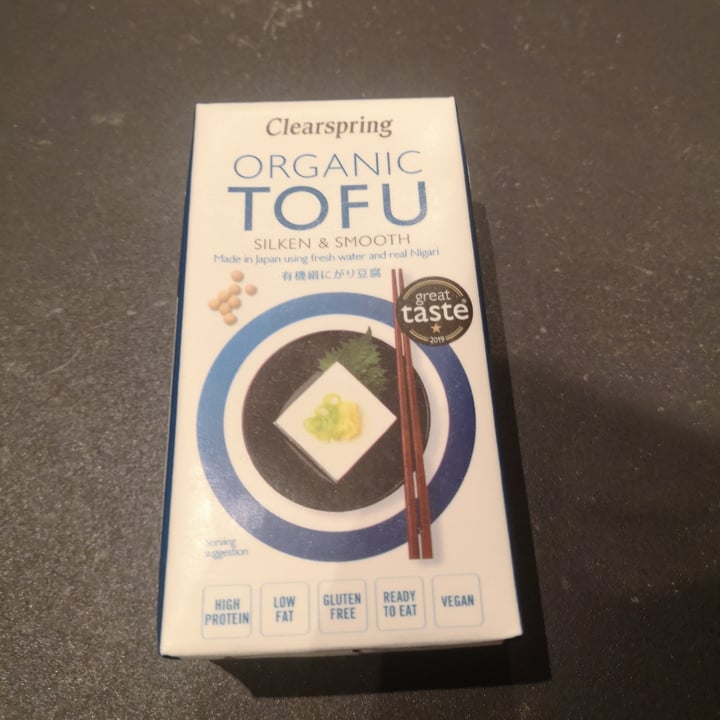 Clearspring
ORGANIC
TOFU
SILKEN & SMOOTH
Made in Japan using fresh water and real Nigari
有機絹にがり豆腐
great
taste
2019
Serving
suggestion
HIGH
PROTEIN
LOW
FAT
GLUTEN
FREE
READY
TO EAT
VEGAN